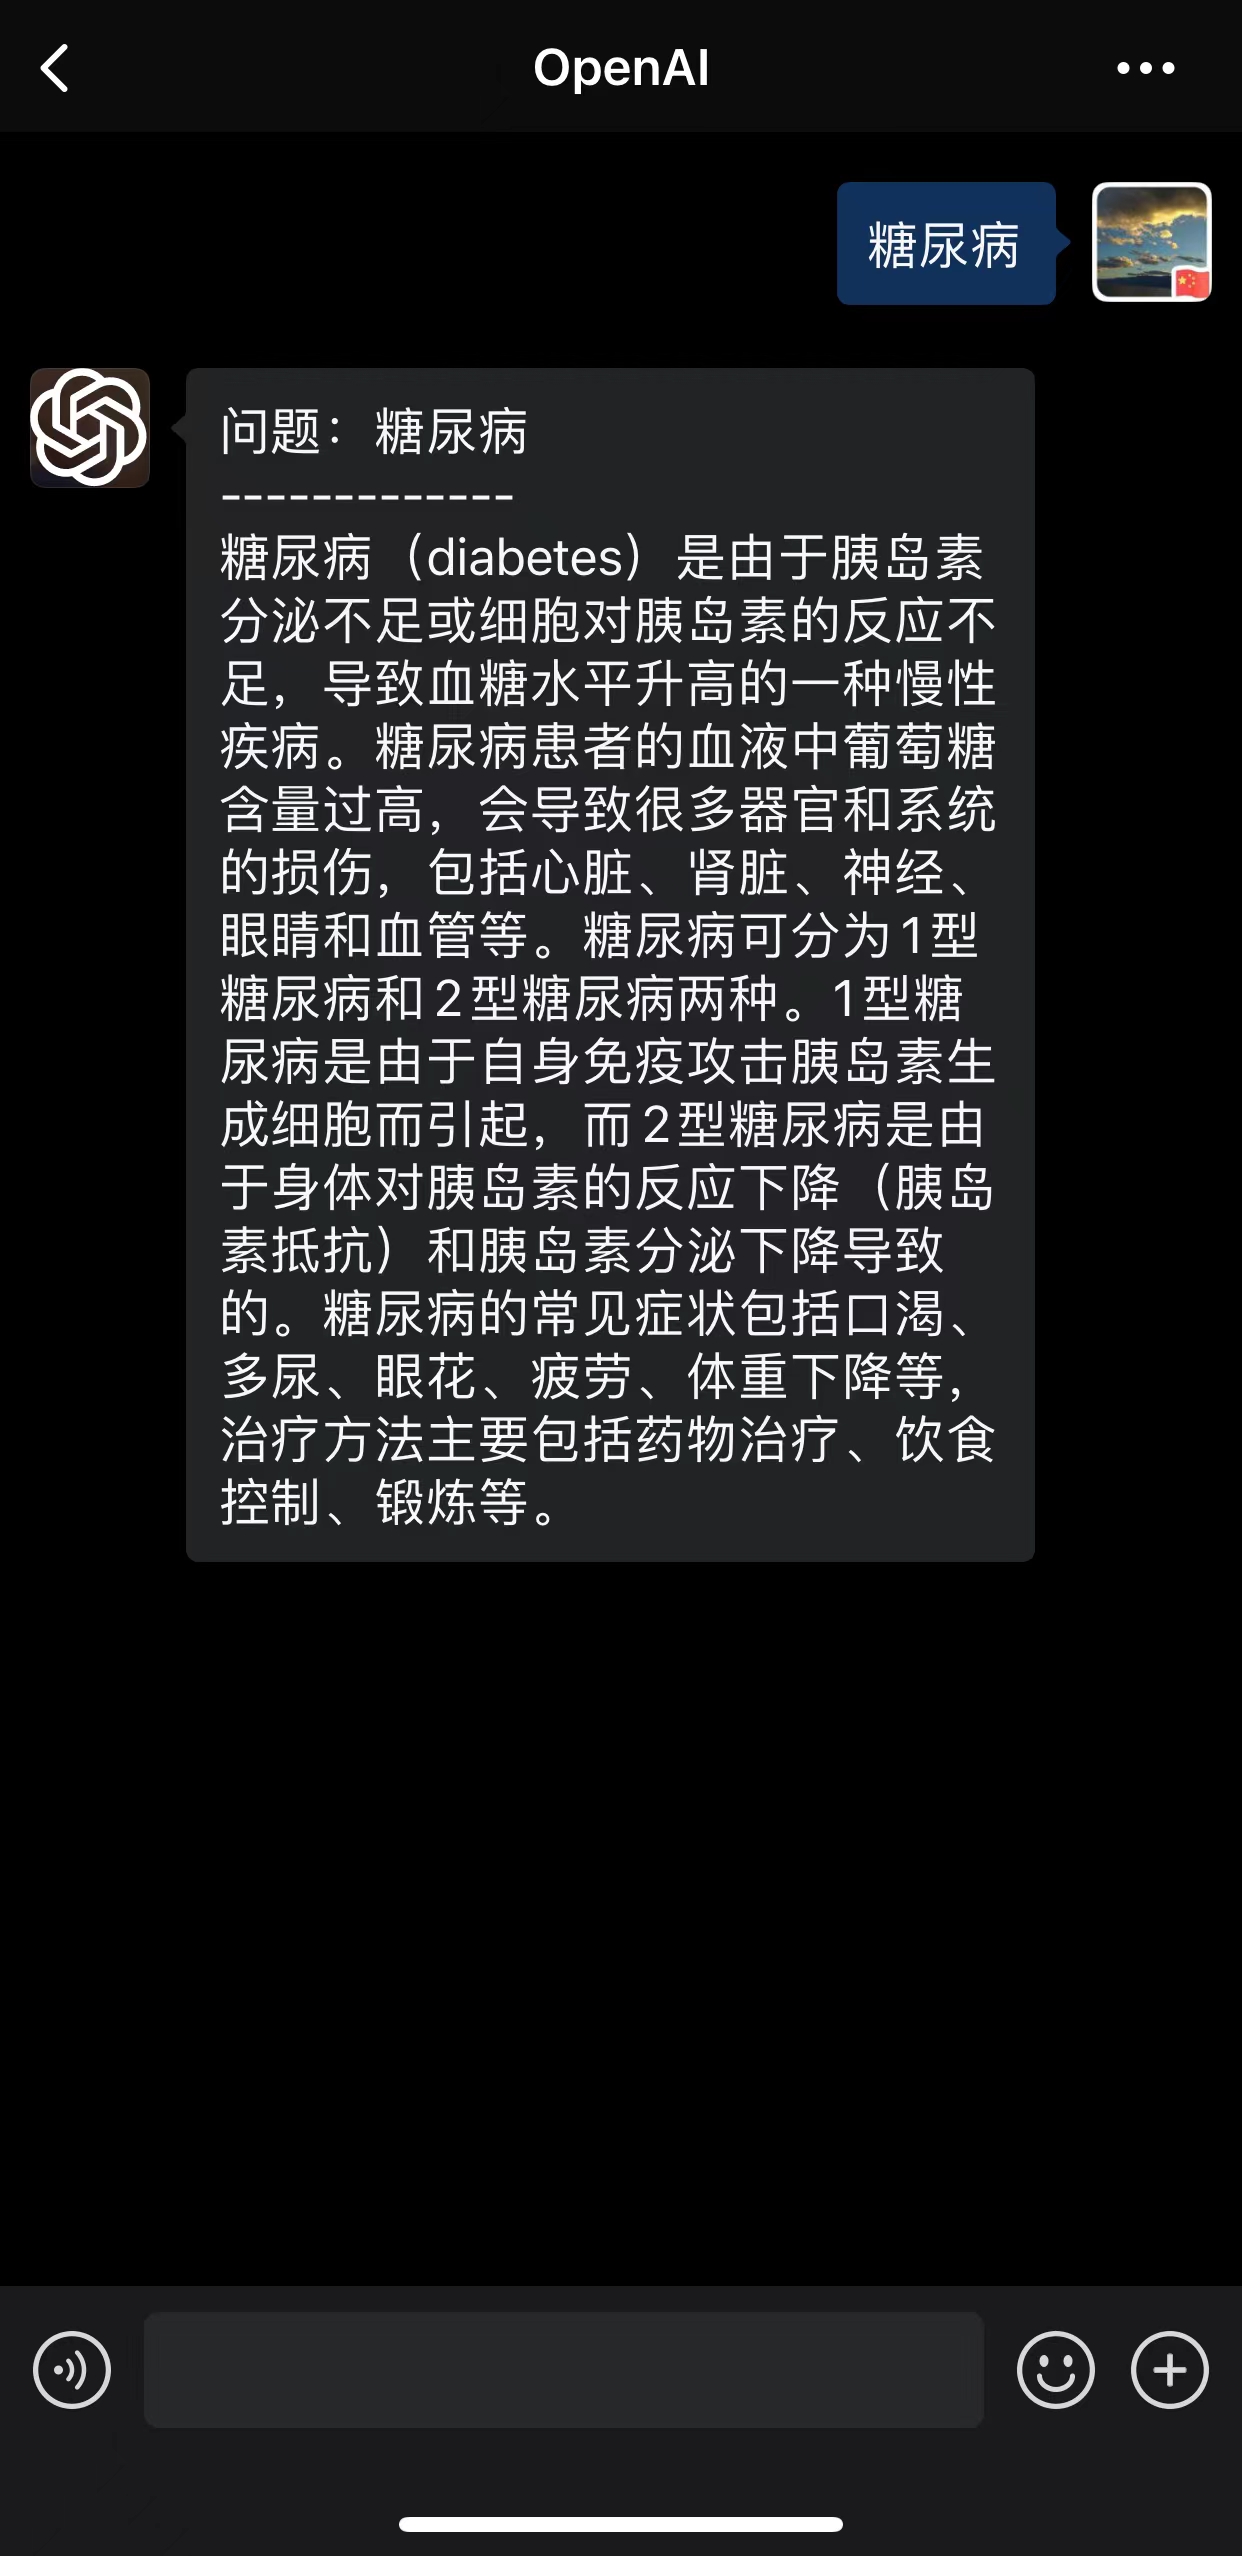 OpenAI
糖尿病
问题：糖尿病
-------------
糖尿病（diabetes）是由于胰岛素
分泌不足或细胞对胰岛素的反应不
足，导致血糖水平升高的一种慢性
疾病。糖尿病患者的血液中葡萄糖
含量过高，会导致很多器官和系统
的损伤，包括心脏、肾脏、神经、
眼睛和血管等。糖尿病可分为1型
糖尿病和2型糖尿病两种。1型糖
尿病是由于自身免疫攻击胰岛素生
成细胞而引起，而2型糖尿病是由
于身体对胰岛素的反应下降（胰岛
素抵抗）和胰岛素分泌下降导致
的。糖尿病的常见症状包括口渴、
多尿、眼花、疲劳、体重下降等，
治疗方法主要包括药物治疗、饮食
控制、锻炼等。